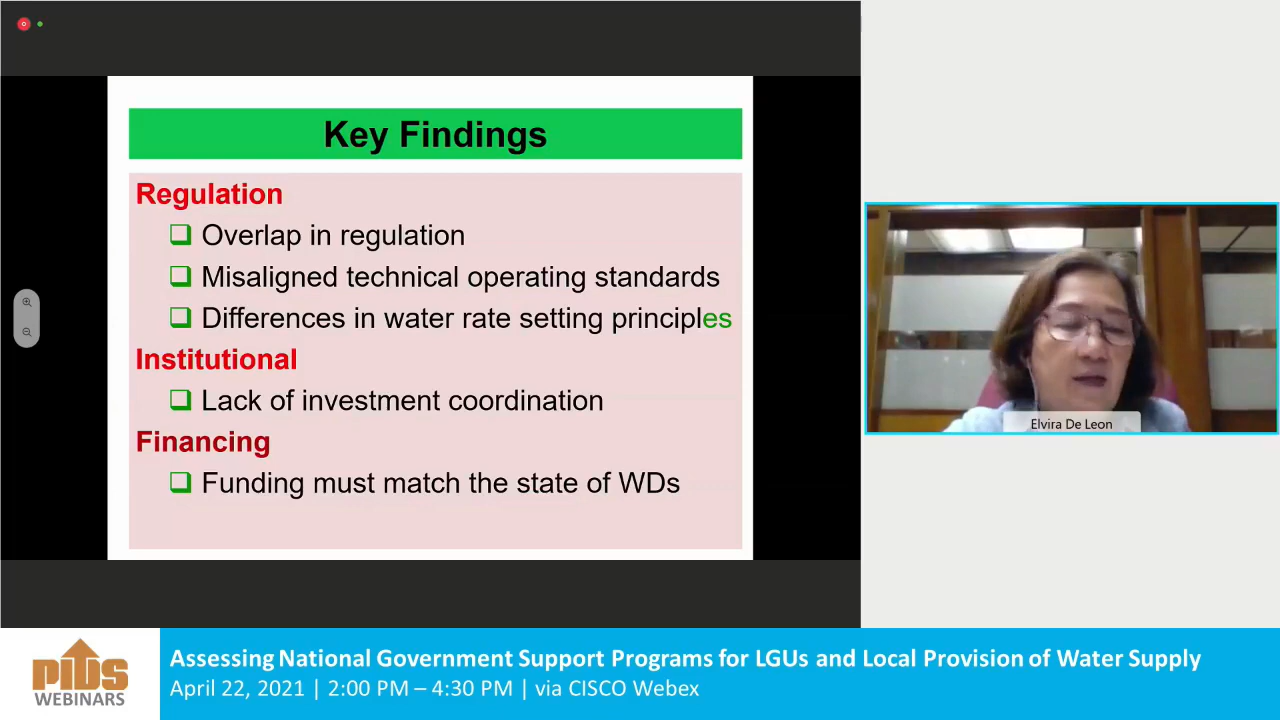 Key Findings
Regulation
Overlap in regulation
Misaligned technical operating standards
Differences in water rate setting principles
Institutional
Lack of investment coordination
Financing
Funding must match the state of WDs
Elvira De Leon
PIDS
WEBINARS
Assessing National Government Support Programs for LGUs and Local Provision of Water Supply
April 22, 2021 | 2:00 PM – 4:30 PM | via CISCO Webex